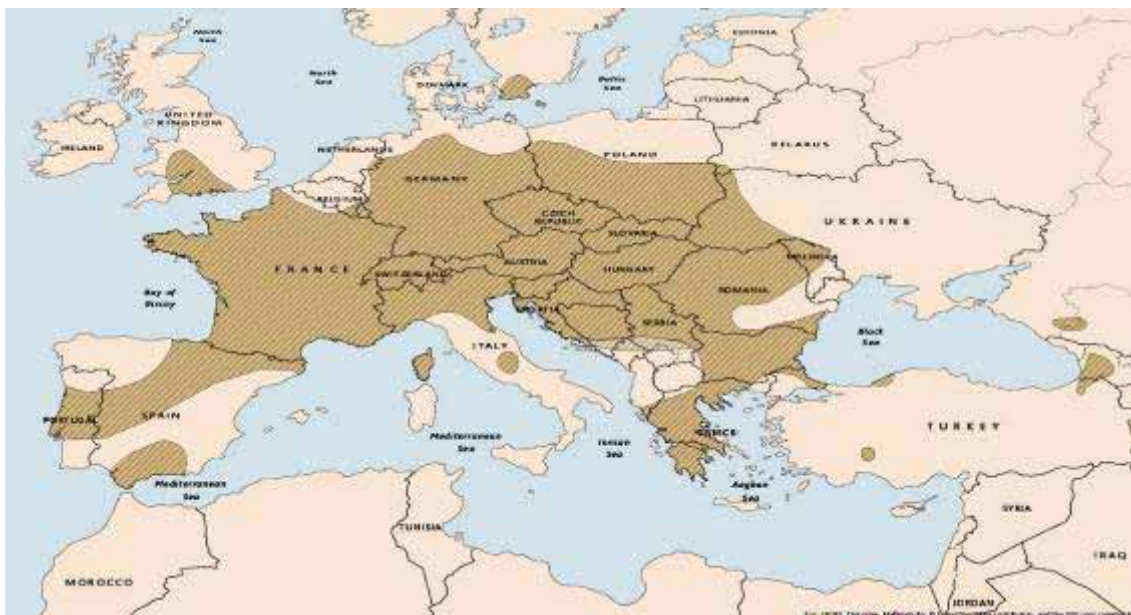 North
Sea
ESTONIA
North
Sea
DENMARK
Baltic
Sea
LITHUANIA
UNITED
KINGDOM
IRELAND
NETHERLANDS
POLAND
BELARUS
GERMANY
BELGIUM
CZECH
REPUBLIC
UKRAINE
SLOVAKIA
FRANCE
AUSTRIA
MOLDOVA
SWITZERLAND
HUNGARY
ROMANIA
Bay of
Biscay
CROATIA
SERBIA
Black
Sea
ITALY
PORTUGAL
SPAIN
TURKEY
GREECE
Mediterranean
Sea
Ionian
Sea
Mediterranean
Sea
Aegean
Sea
SYRIA
TUNISIA
IRAQ
MOROCCO
JORDAN